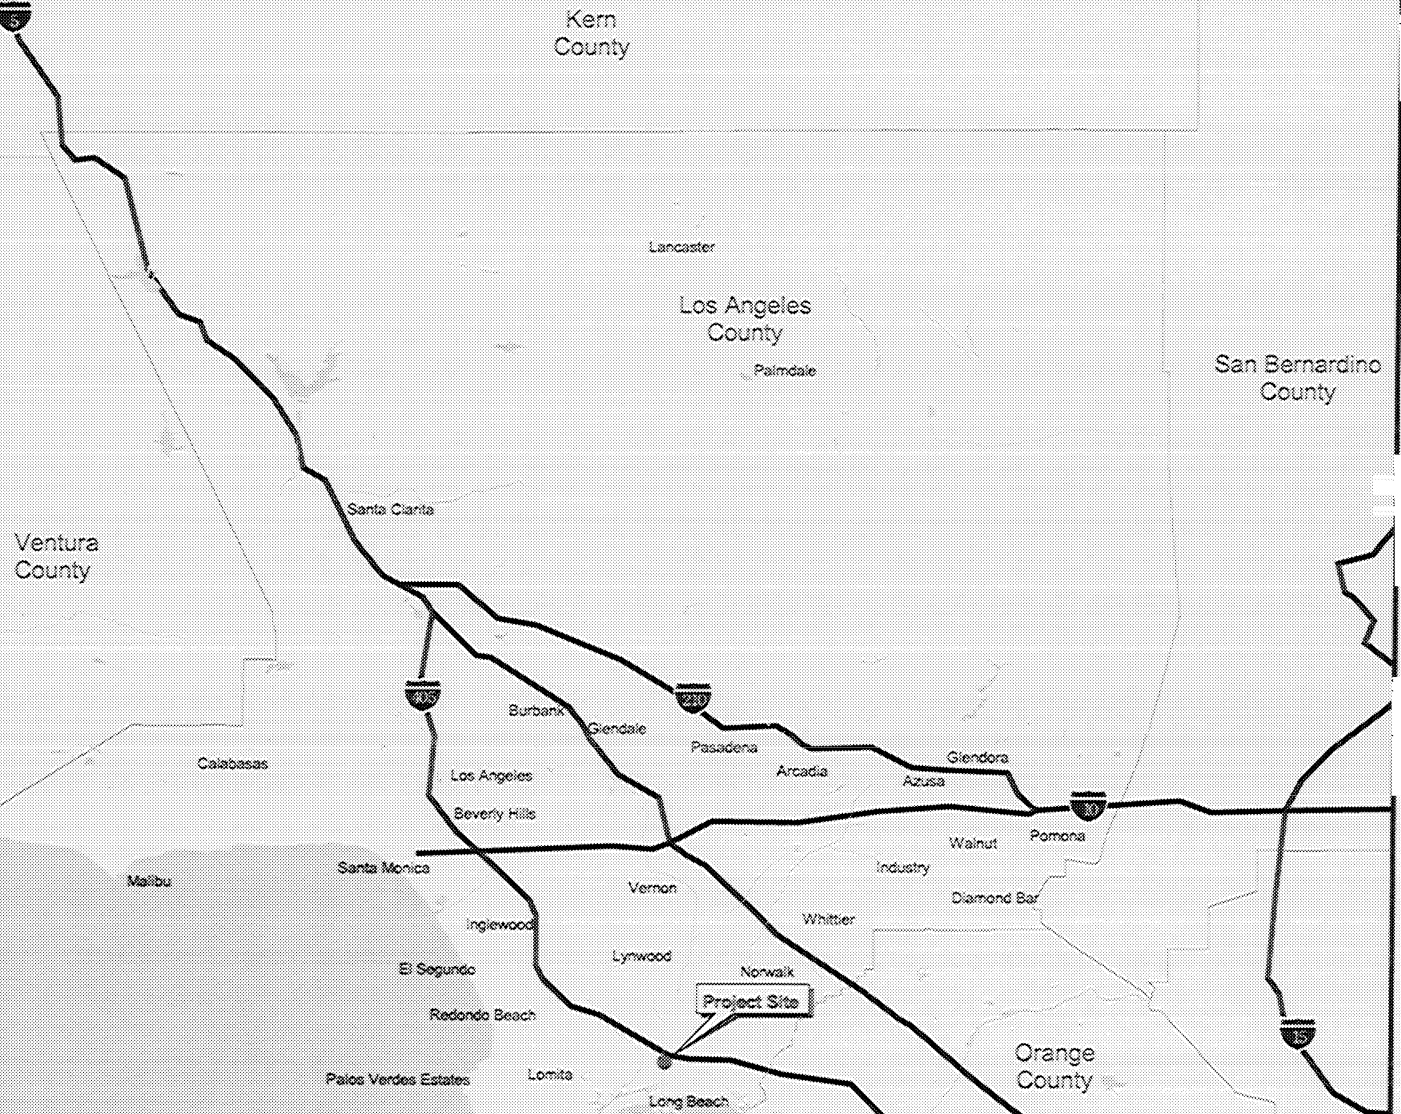 5
Kern
County
Lancaster
Los Angeles
County
Palmdale
San Bernardino
County
Santa Clarita
Ventura
County
405
210
Burbank
Glendale
Pasadena
Glendora
Calabasas
Los Angeles
Arcadia
Azusa
Beverly Hills
10
Pomona
Walnut
Santa Monica
Industry
Malibu
Vernon
Diamond Bar
Whittier
Inglewood
Lynwood
El Segundo
Norwalk
Project Site
Redondo Beach
15
Orange
County
Palos Verdes Estates
Lomita
Long Beach